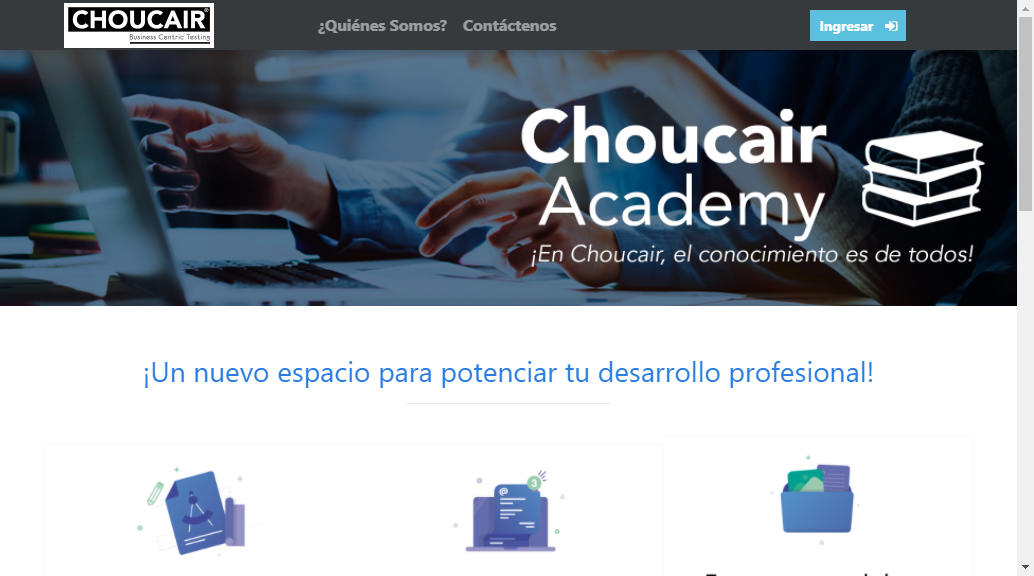 CHOUCAIR®
Business Centric Testing
¿Quiénes Somos?
Contáctenos
Ingresar
Choucair
Academy
¡En Choucair, el conocimiento es de todos!
¡Un nuevo espacio para potenciar tu desarrollo profesional!
@
3